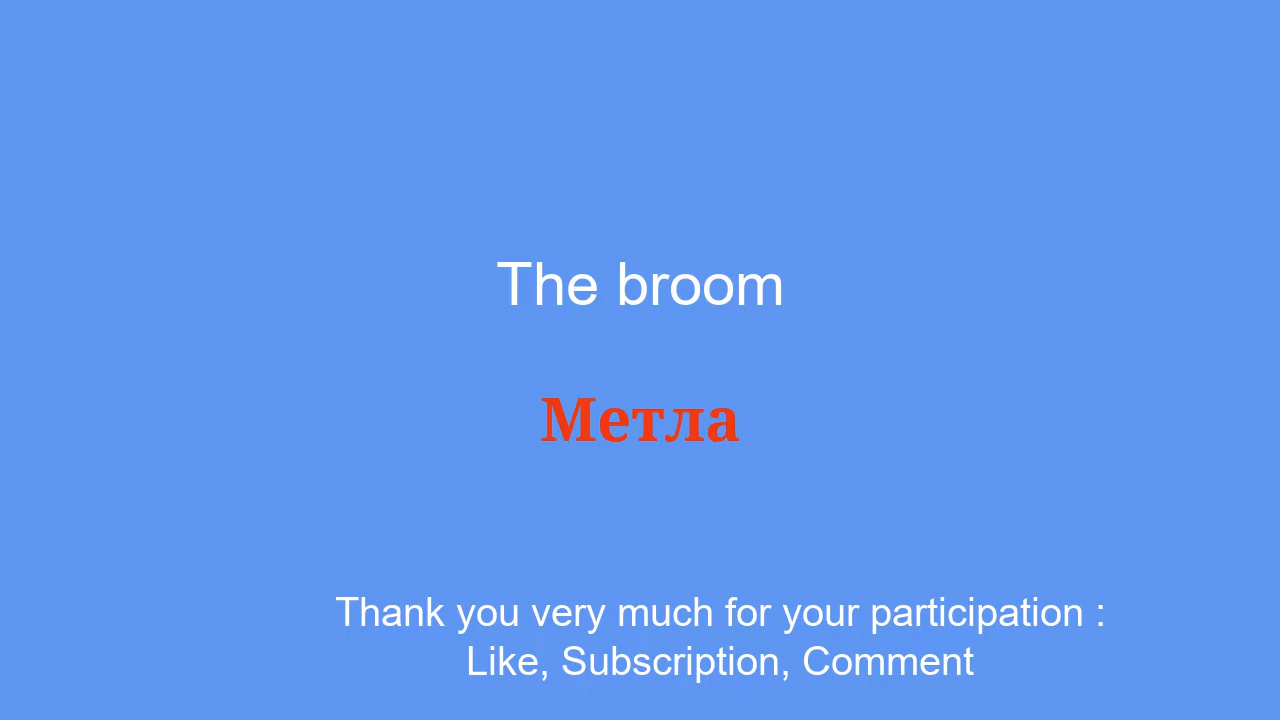 The broom
Метла
Thank you very much for your participation :
Like, Subscription, Comment